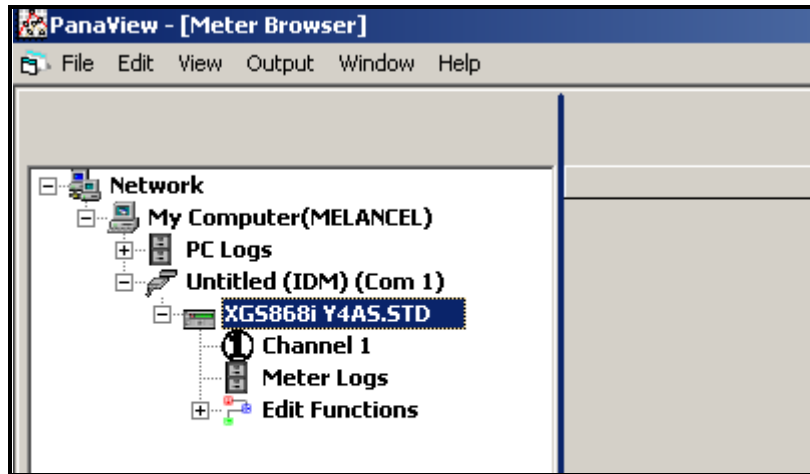 PanaView - [Meter Browser]
File Edit View Output Window Help
Network
My Computer(MELANCEL)
PC Logs
Untitled (IDM) (Com 1)
XGS868i Y4AS.STD
1 Channel 1
Meter Logs
Edit Functions